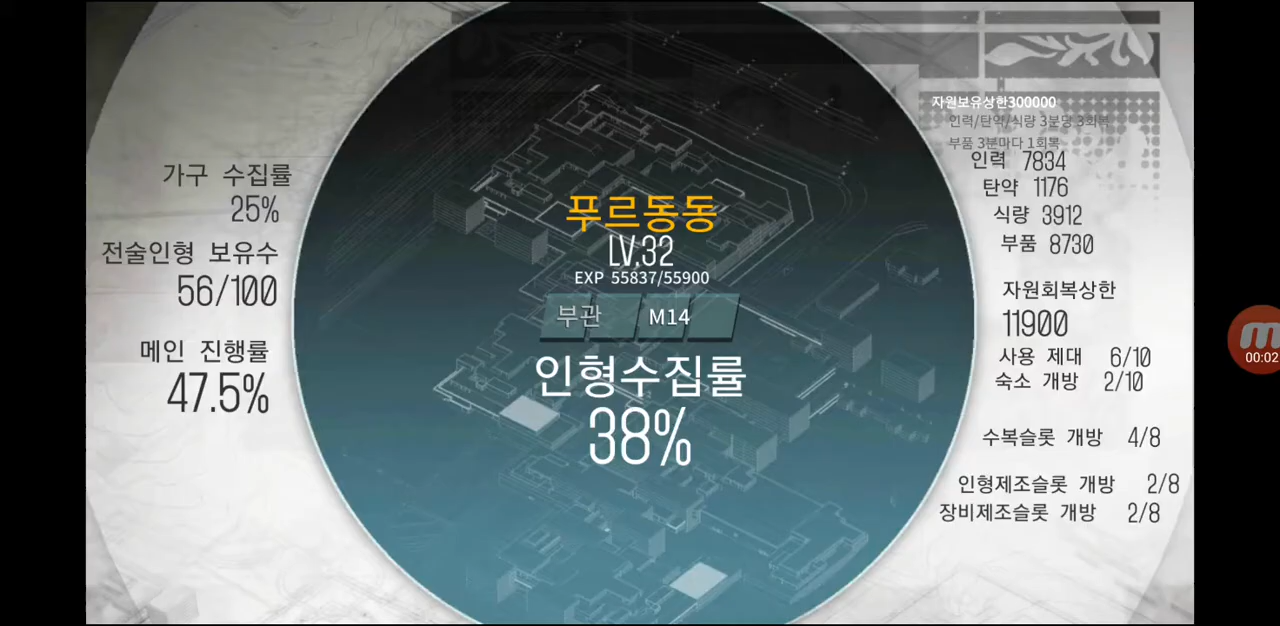 가구 수집률
25%
전술인형 보유수
56/100
메인 진행률
47.5%
푸르동동
LV.32
EXP 55837/55900
부관 M14
인형수집률
38%
자원보유상한300000
인력/탄약/식량 3분당 3회복
부품 3분마다 1회복
인력 7834
탄약 1176
식량 3912
부품 8730
자원회복상한
11900
사용 제대 6/10
숙소 개방 2/10
수복슬롯 개방 4/8
인형제조슬롯 개방 2/8
장비제조슬롯 개방 2/8
00:02